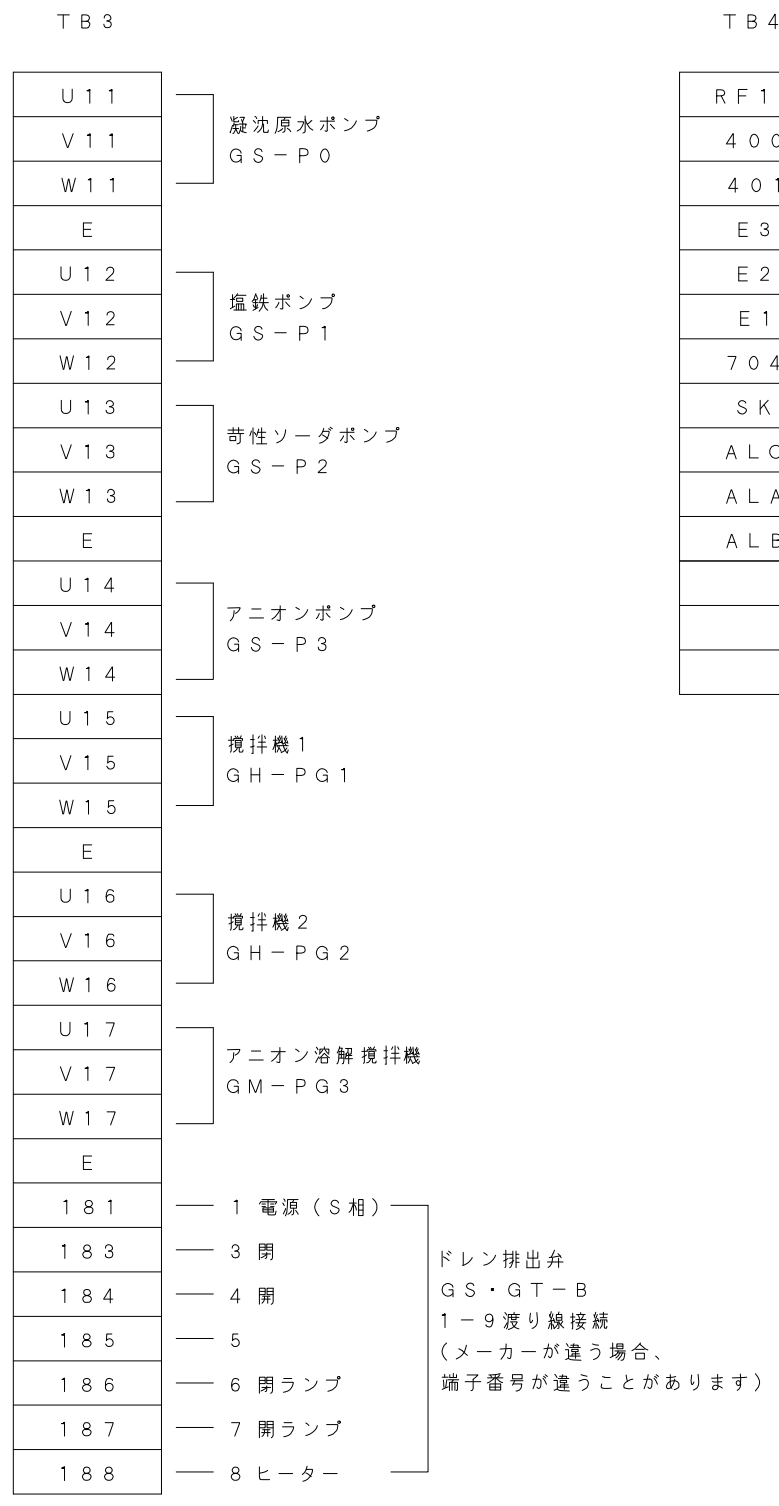 ＴＢ３
Ｕ１１
Ｖ１１
Ｗ１１
Ｅ
Ｕ１２
Ｖ１２
Ｗ１２
Ｕ１３
Ｖ１３
Ｗ１３
Ｅ
Ｕ１４
Ｖ１４
Ｗ１４
Ｕ１５
Ｖ１５
Ｗ１５
Ｅ
Ｕ１６
Ｖ１６
Ｗ１６
Ｕ１７
Ｖ１７
Ｗ１７
Ｅ
１８１
１８３
１８４
１８５
１８６
１８７
１８８
凝沈原水ポンプ
ＧＳ－Ｐ０
塩鉄ポンプ
ＧＳ－Ｐ１
苛性ソーダポンプ
ＧＳ－Ｐ２
アニオンポンプ
ＧＳ－Ｐ３
撹拌機１
ＧＨ－ＰＧ１
撹拌機２
ＧＨ－ＰＧ２
アニオン溶解撹拌機
ＧＭ－ＰＧ３
１ 電源（Ｓ相）
３ 閉
４ 開
５
６ 閉ランプ
７ 開ランプ
８ ヒーター
ドレン排出弁
ＧＳ・ＧＴ－Ｂ
１－９渡り線接続
（メーカーが違う場合、
端子番号が違うことがあります）
ＴＢ４
ＲＦ１
４００
４０１
Ｅ３
Ｅ２
Ｅ１
７０４
ＳＫ
ＡＬＣ
ＡＬＡ
ＡＬＢ